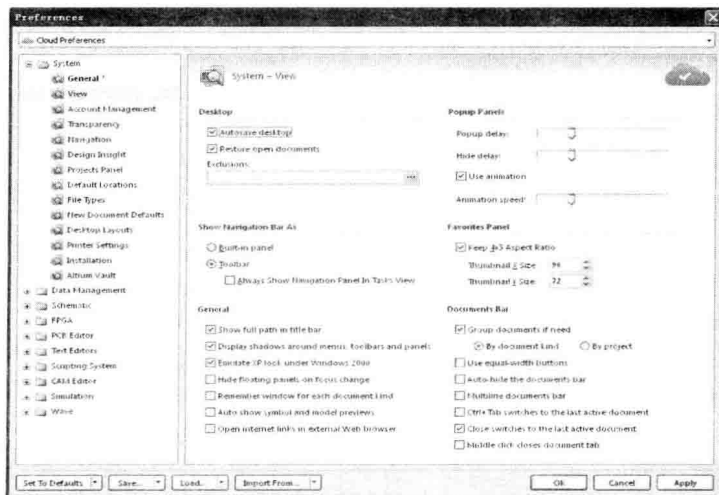 Preferences
Cloud Preferences
System
General *
View
Account Management
Transparency
Navigation
Design Insight
Projects Panel
Default Locations
File Types
New Document Defaults
Desktop Layouts
Printer Settings
Installation
Altium Vault
Data Management
Schematic
FPGA
PCB Editor
Text Editors
Scripting System
CAM Editor
Simulation
Wave
System – View
Desktop
Autosave desktop
Restore open documents
Exclusions:
Show Navigation Bar As
Built-in panel
Toolbar
Always Show Navigation Panel In Tasks View
General
Show full path in title bar
Display shadows around menus, toolbars and panels
Emulate XP look under Windows 2000
Hide floating panels on focus change
Remember window for each document kind
Auto show symbol and model previews
Open internet links in external Web browser
Popup Panels
Popup delay:
Hide delay:
Use animation
Animation speed:
Favorites Panel
Keep 4x3 Aspect Ratio
Thumbnail X Size 96
Thumbnail Y Size 72
Documents Bar
Group documents if need
By document kind By project
Use equal-width buttons
Auto-hide the documents bar
Multiline documents bar
Ctrl+Tab switches to the last active document
Close switches to the last active document
Middle click closes document tab
Set To Defaults Save... Load... Import From... OK Cancel Apply